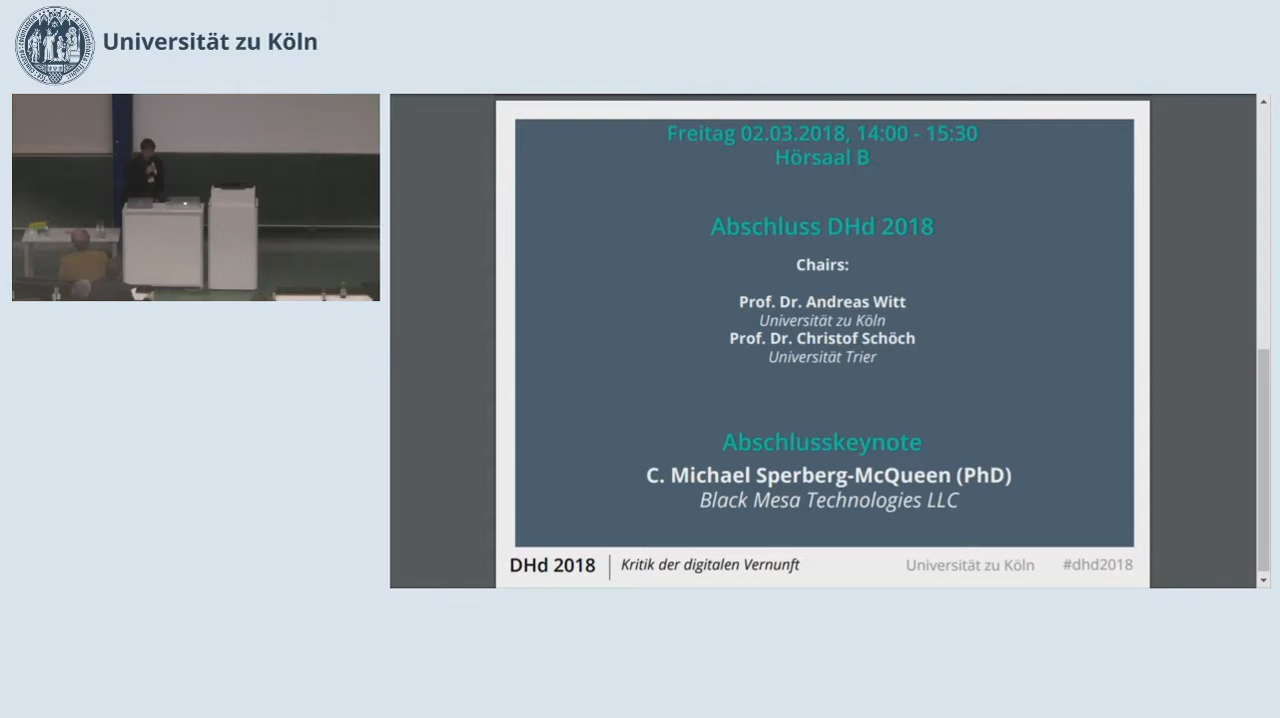 Universität zu Köln
Freitag 02.03.2018, 14:00 - 15:30
Hörsaal B
Abschluss DHd 2018
Chairs:
Prof. Dr. Andreas Witt
Universität zu Köln
Prof. Dr. Christof Schöch
Universität Trier
Abschlusskeynote
C. Michael Sperberg-McQueen (PhD)
Black Mesa Technologies LLC
DHd 2018 | Kritik der digitalen Vernunft Universität zu Köln #dhd2018